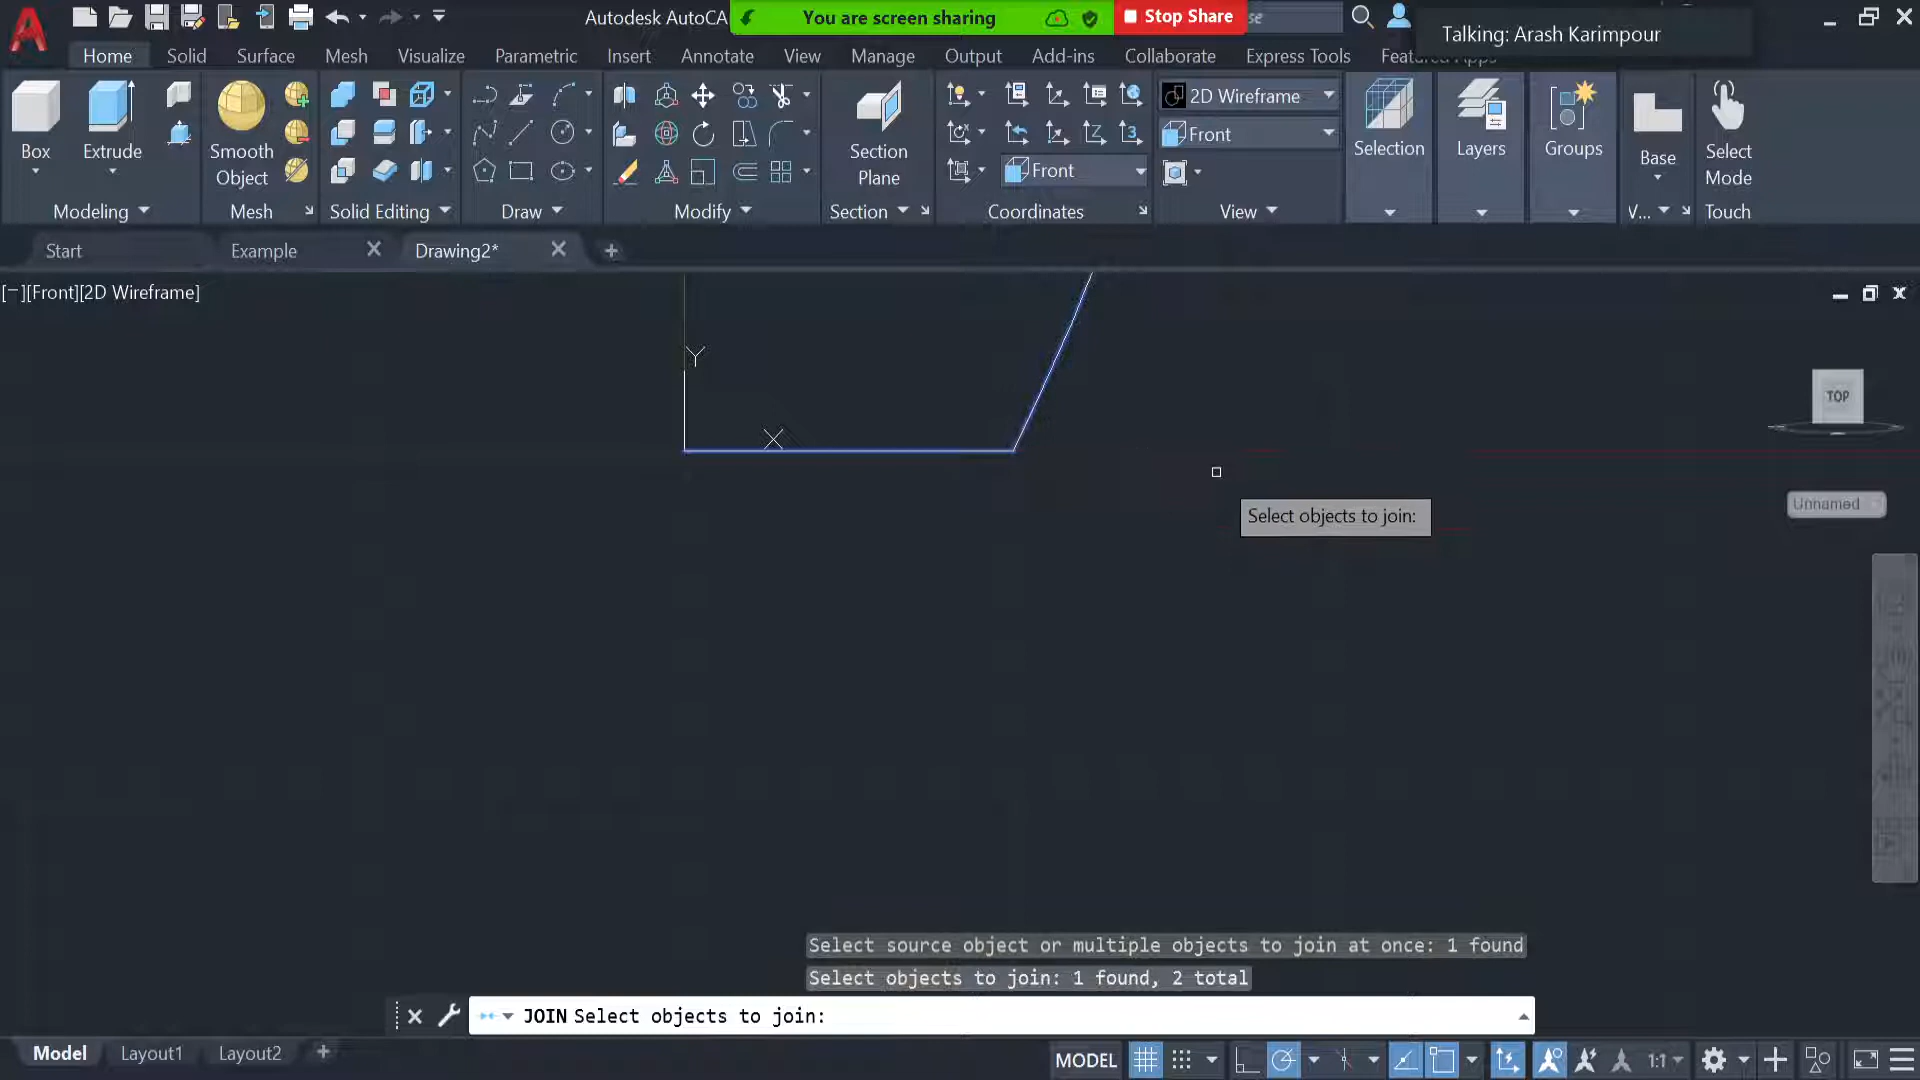 Autodesk AutoCA
You are screen sharing
Stop Share
se
Talking: Arash Karimpour
Home
Solid
Surface
Mesh
Visualize
Parametric
Insert
Annotate
View
Manage
Output
Add-ins
Collaborate
Express Tools
Featured Apps
Box
Extrude
Smooth
Object
Section
Plane
2D Wireframe
Front
Front
Selection
Layers
Groups
Base
Select
Mode
Modeling
Mesh
Solid Editing
Draw
Modify
Section
Coordinates
View
V...
Touch
Start
Example
Drawing2*
[−][Front][2D Wireframe]
Y
X
TOP
Unnamed
Select objects to join:
Select source object or multiple objects to join at once: 1 found
Select objects to join: 1 found, 2 total
JOIN Select objects to join:
Model
Layout1
Layout2
MODEL
1:1